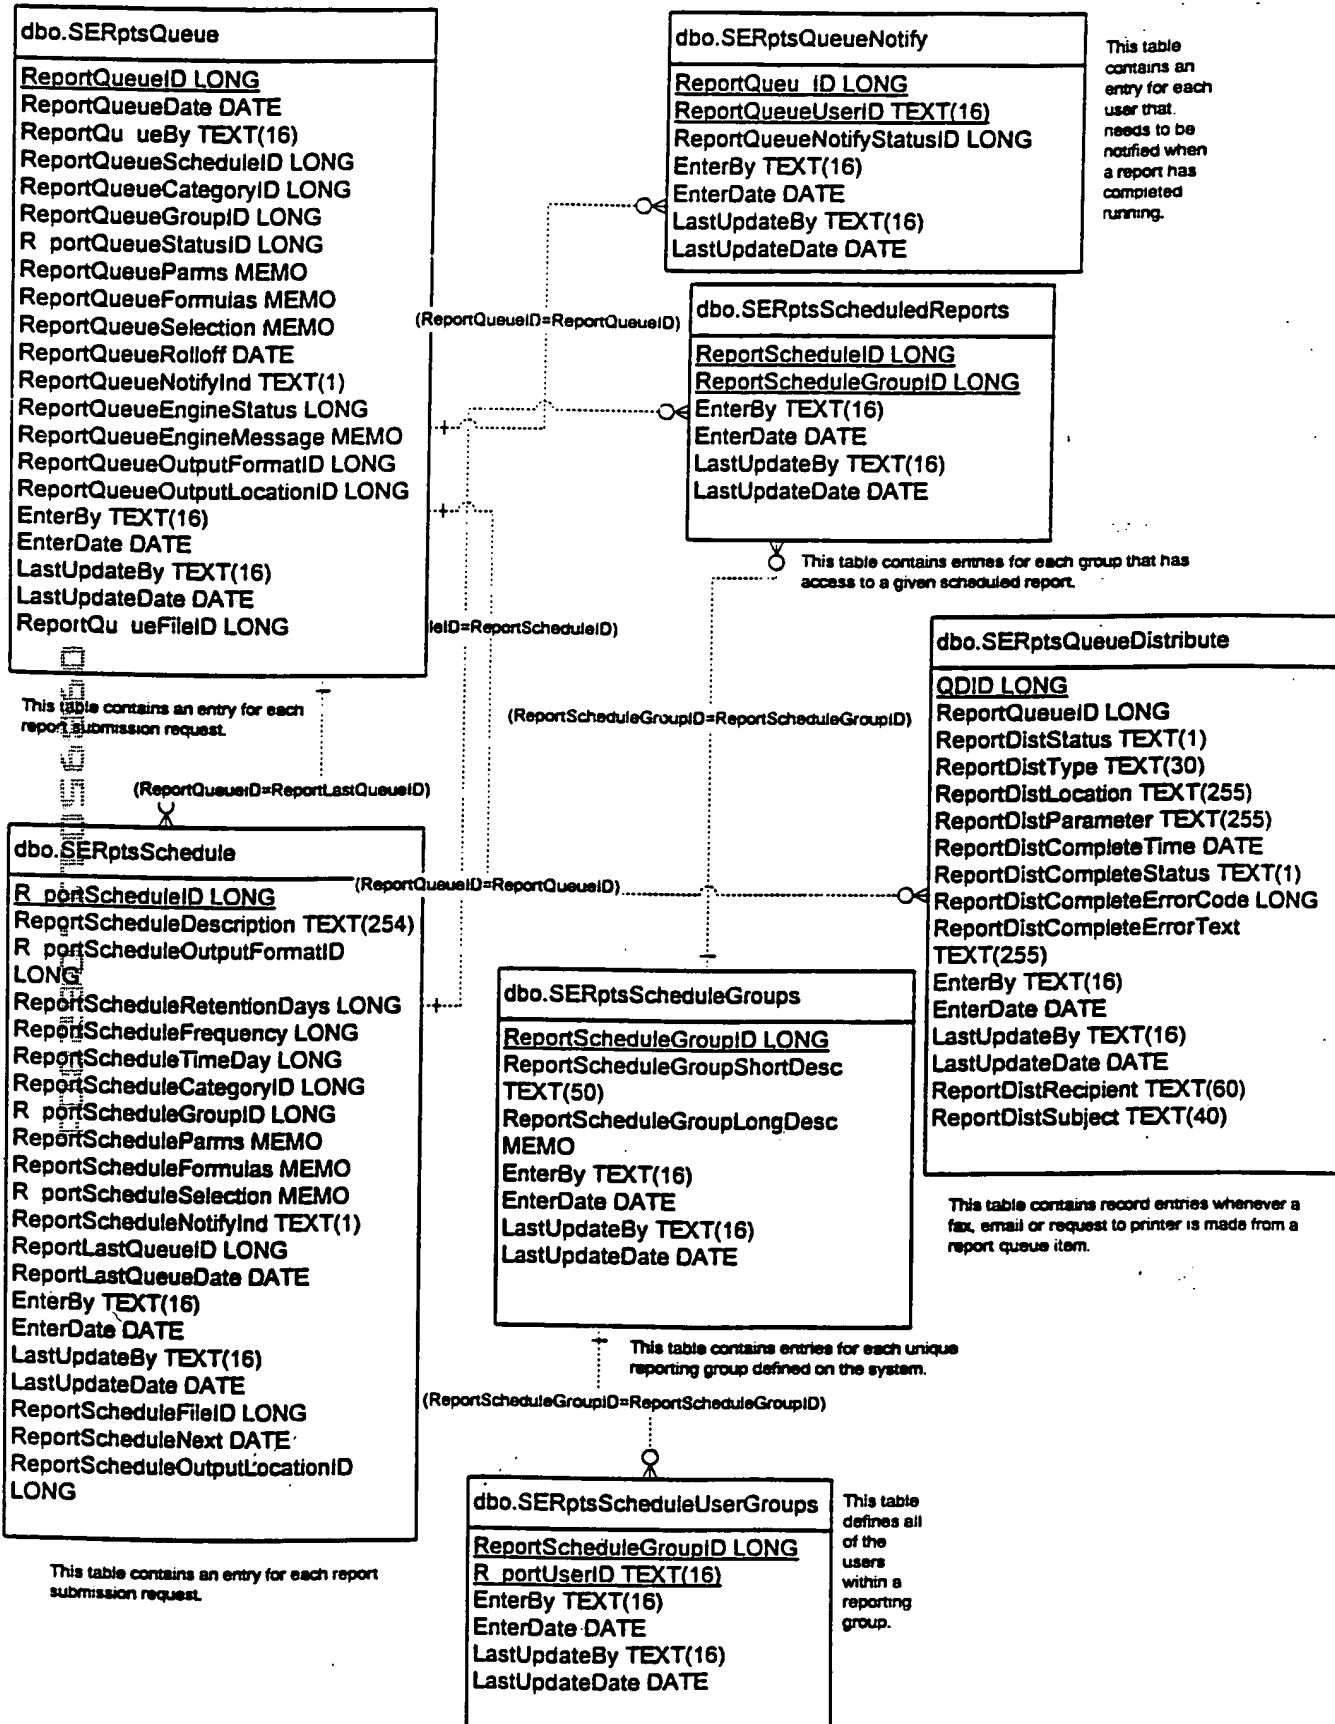 dbo.SERptsQueue
ReportQueueID LONG
ReportQueueDate DATE
ReportQu ueBy TEXT(16)
ReportQueueScheduleID LONG
ReportQueueCategoryID LONG
ReportQueueGroupID LONG
R portQueueStatusID LONG
ReportQueueParms MEMO
ReportQueueFormulas MEMO
ReportQueueSelection MEMO
ReportQueueRolloff DATE
ReportQueueNotifyInd TEXT(1)
ReportQueueEngineStatus LONG
ReportQueueEngineMessage MEMO
ReportQueueOutputFormatID LONG
ReportQueueOutputLocationID LONG
EnterBy TEXT(16)
EnterDate DATE
LastUpdateBy TEXT(16)
LastUpdateDate DATE
ReportQu ueFileID LONG
This table contains an entry for each
report submission request.
dbo.SERptsQueueNotify
ReportQueu ID LONG
ReportQueueUserID TEXT(16)
ReportQueueNotifyStatusID LONG
EnterBy TEXT(16)
EnterDate DATE
LastUpdateBy TEXT(16)
LastUpdateDate DATE
This table
contains an
entry for each
user that
needs to be
notified when
a report has
completed
running.
(ReportQueueID=ReportQueueID)
dbo.SERptsScheduledReports
ReportScheduleID LONG
ReportScheduleGroupID LONG
EnterBy TEXT(16)
EnterDate DATE
LastUpdateBy TEXT(16)
LastUpdateDate DATE
This table contains entries for each group that has
access to a given scheduled report.
leID=ReportScheduleID)
(ReportScheduleGroupID=ReportScheduleGroupID)
(ReportQueueID=ReportLastQueueID)
dbo.SERptsQueueDistribute
QDID LONG
ReportQueueID LONG
ReportDistStatus TEXT(1)
ReportDistType TEXT(30)
ReportDistLocation TEXT(255)
ReportDistParameter TEXT(255)
ReportDistCompleteTime DATE
ReportDistCompleteStatus TEXT(1)
ReportDistCompleteErrorCode LONG
ReportDistCompleteErrorText
TEXT(255)
EnterBy TEXT(16)
EnterDate DATE
LastUpdateBy TEXT(16)
LastUpdateDate DATE
ReportDistRecipient TEXT(60)
ReportDistSubject TEXT(40)
This table contains record entries whenever a
fax, email or request to printer is made from a
report queue item.
dbo.SERptsSchedule
R portScheduleID LONG
ReportScheduleDescription TEXT(254)
R portScheduleOutputFormatID
LONG
ReportScheduleRetentionDays LONG
ReportScheduleFrequency LONG
ReportScheduleTimeDay LONG
ReportScheduleCategoryID LONG
R portScheduleGroupID LONG
ReportScheduleParms MEMO
ReportScheduleFormulas MEMO
R portScheduleSelection MEMO
ReportScheduleNotifyInd TEXT(1)
ReportLastQueueID LONG
ReportLastQueueDate DATE
EnterBy TEXT(16)
EnterDate DATE
LastUpdateBy TEXT(16)
LastUpdateDate DATE
ReportScheduleFileID LONG
ReportScheduleNext DATE
ReportScheduleOutputLocationID
LONG
This table contains an entry for each report
submission request.
(ReportQueueID=ReportQueueID)
dbo.SERptsScheduleGroups
ReportScheduleGroupID LONG
ReportScheduleGroupShortDesc
TEXT(50)
ReportScheduleGroupLongDesc
MEMO
EnterBy TEXT(16)
EnterDate DATE
LastUpdateBy TEXT(16)
LastUpdateDate DATE
This table contains entries for each unique
reporting group defined on the system.
(ReportScheduleGroupID=ReportScheduleGroupID)
dbo.SERptsScheduleUserGroups
ReportScheduleGroupID LONG
R portUserID TEXT(16)
EnterBy TEXT(16)
EnterDate DATE
LastUpdateBy TEXT(16)
LastUpdateDate DATE
This table
defines all
of the
users
within a
reporting
group.